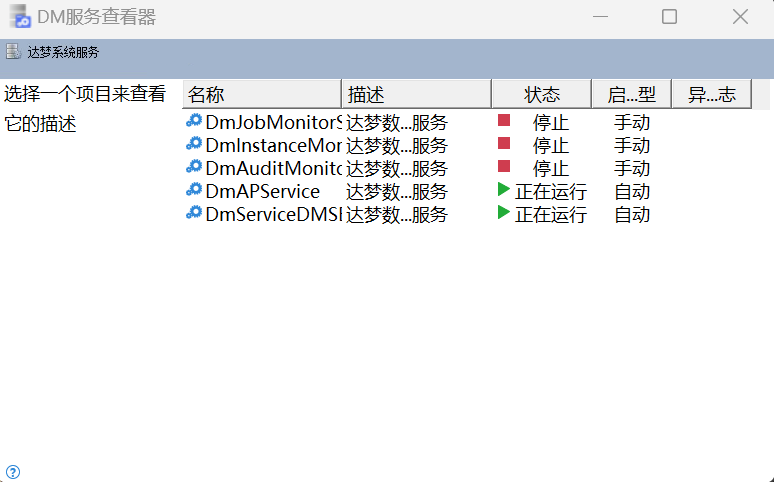 DM服务查看器
达梦系统服务
选择一个项目来查看
它的描述
名称 描述 状态 启...型 异...志
DmJobMonitorS 达梦数...服务 停止 手动
DmInstanceMon 达梦数...服务 停止 手动
DmAuditMonito 达梦数...服务 停止 手动
DmAPService 达梦数...服务 正在运行 自动
DmServiceDMSE 达梦数...服务 正在运行 自动